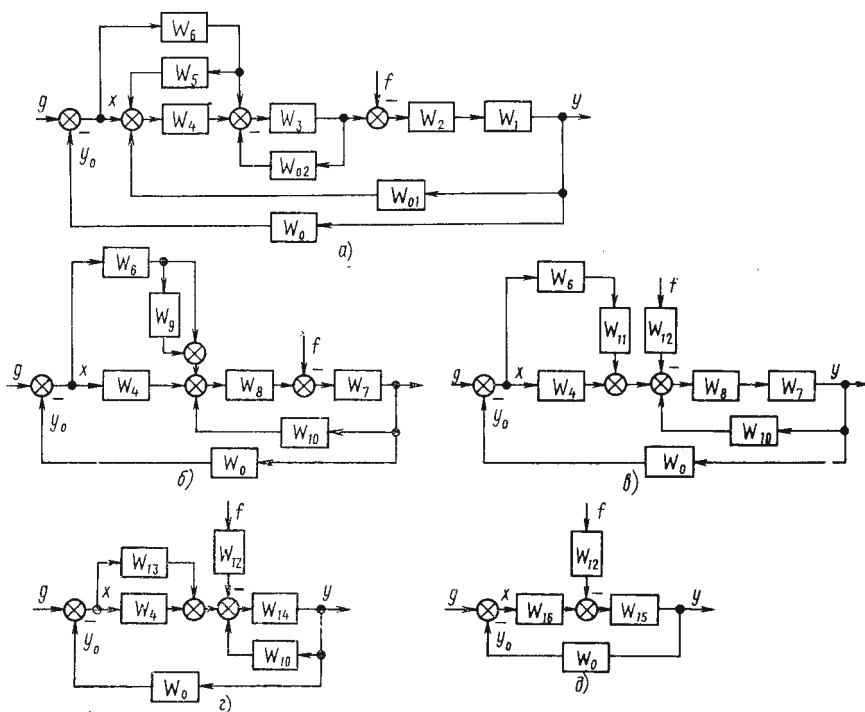 W₆
W₅
f
g
x
W₄
W₃
W₂
W₁
y
y₀
W₀₂
W₀₁
W₀
а)
W₆
W₉
f
g
x
W₄
W₈
W₇
y₀
W₁₀
W₀
б)
W₆
f
W₁₁
W₁₂
g
x
W₄
W₈
W₇
y
y₀
W₁₀
W₀
в)
f
W₁₂
W₁₃
g
x
W₄
W₁₄
y
y₀
W₁₀
W₀
г)
f
W₁₂
g
x
W₁₆
W₁₅
y
y₀
W₀
д)